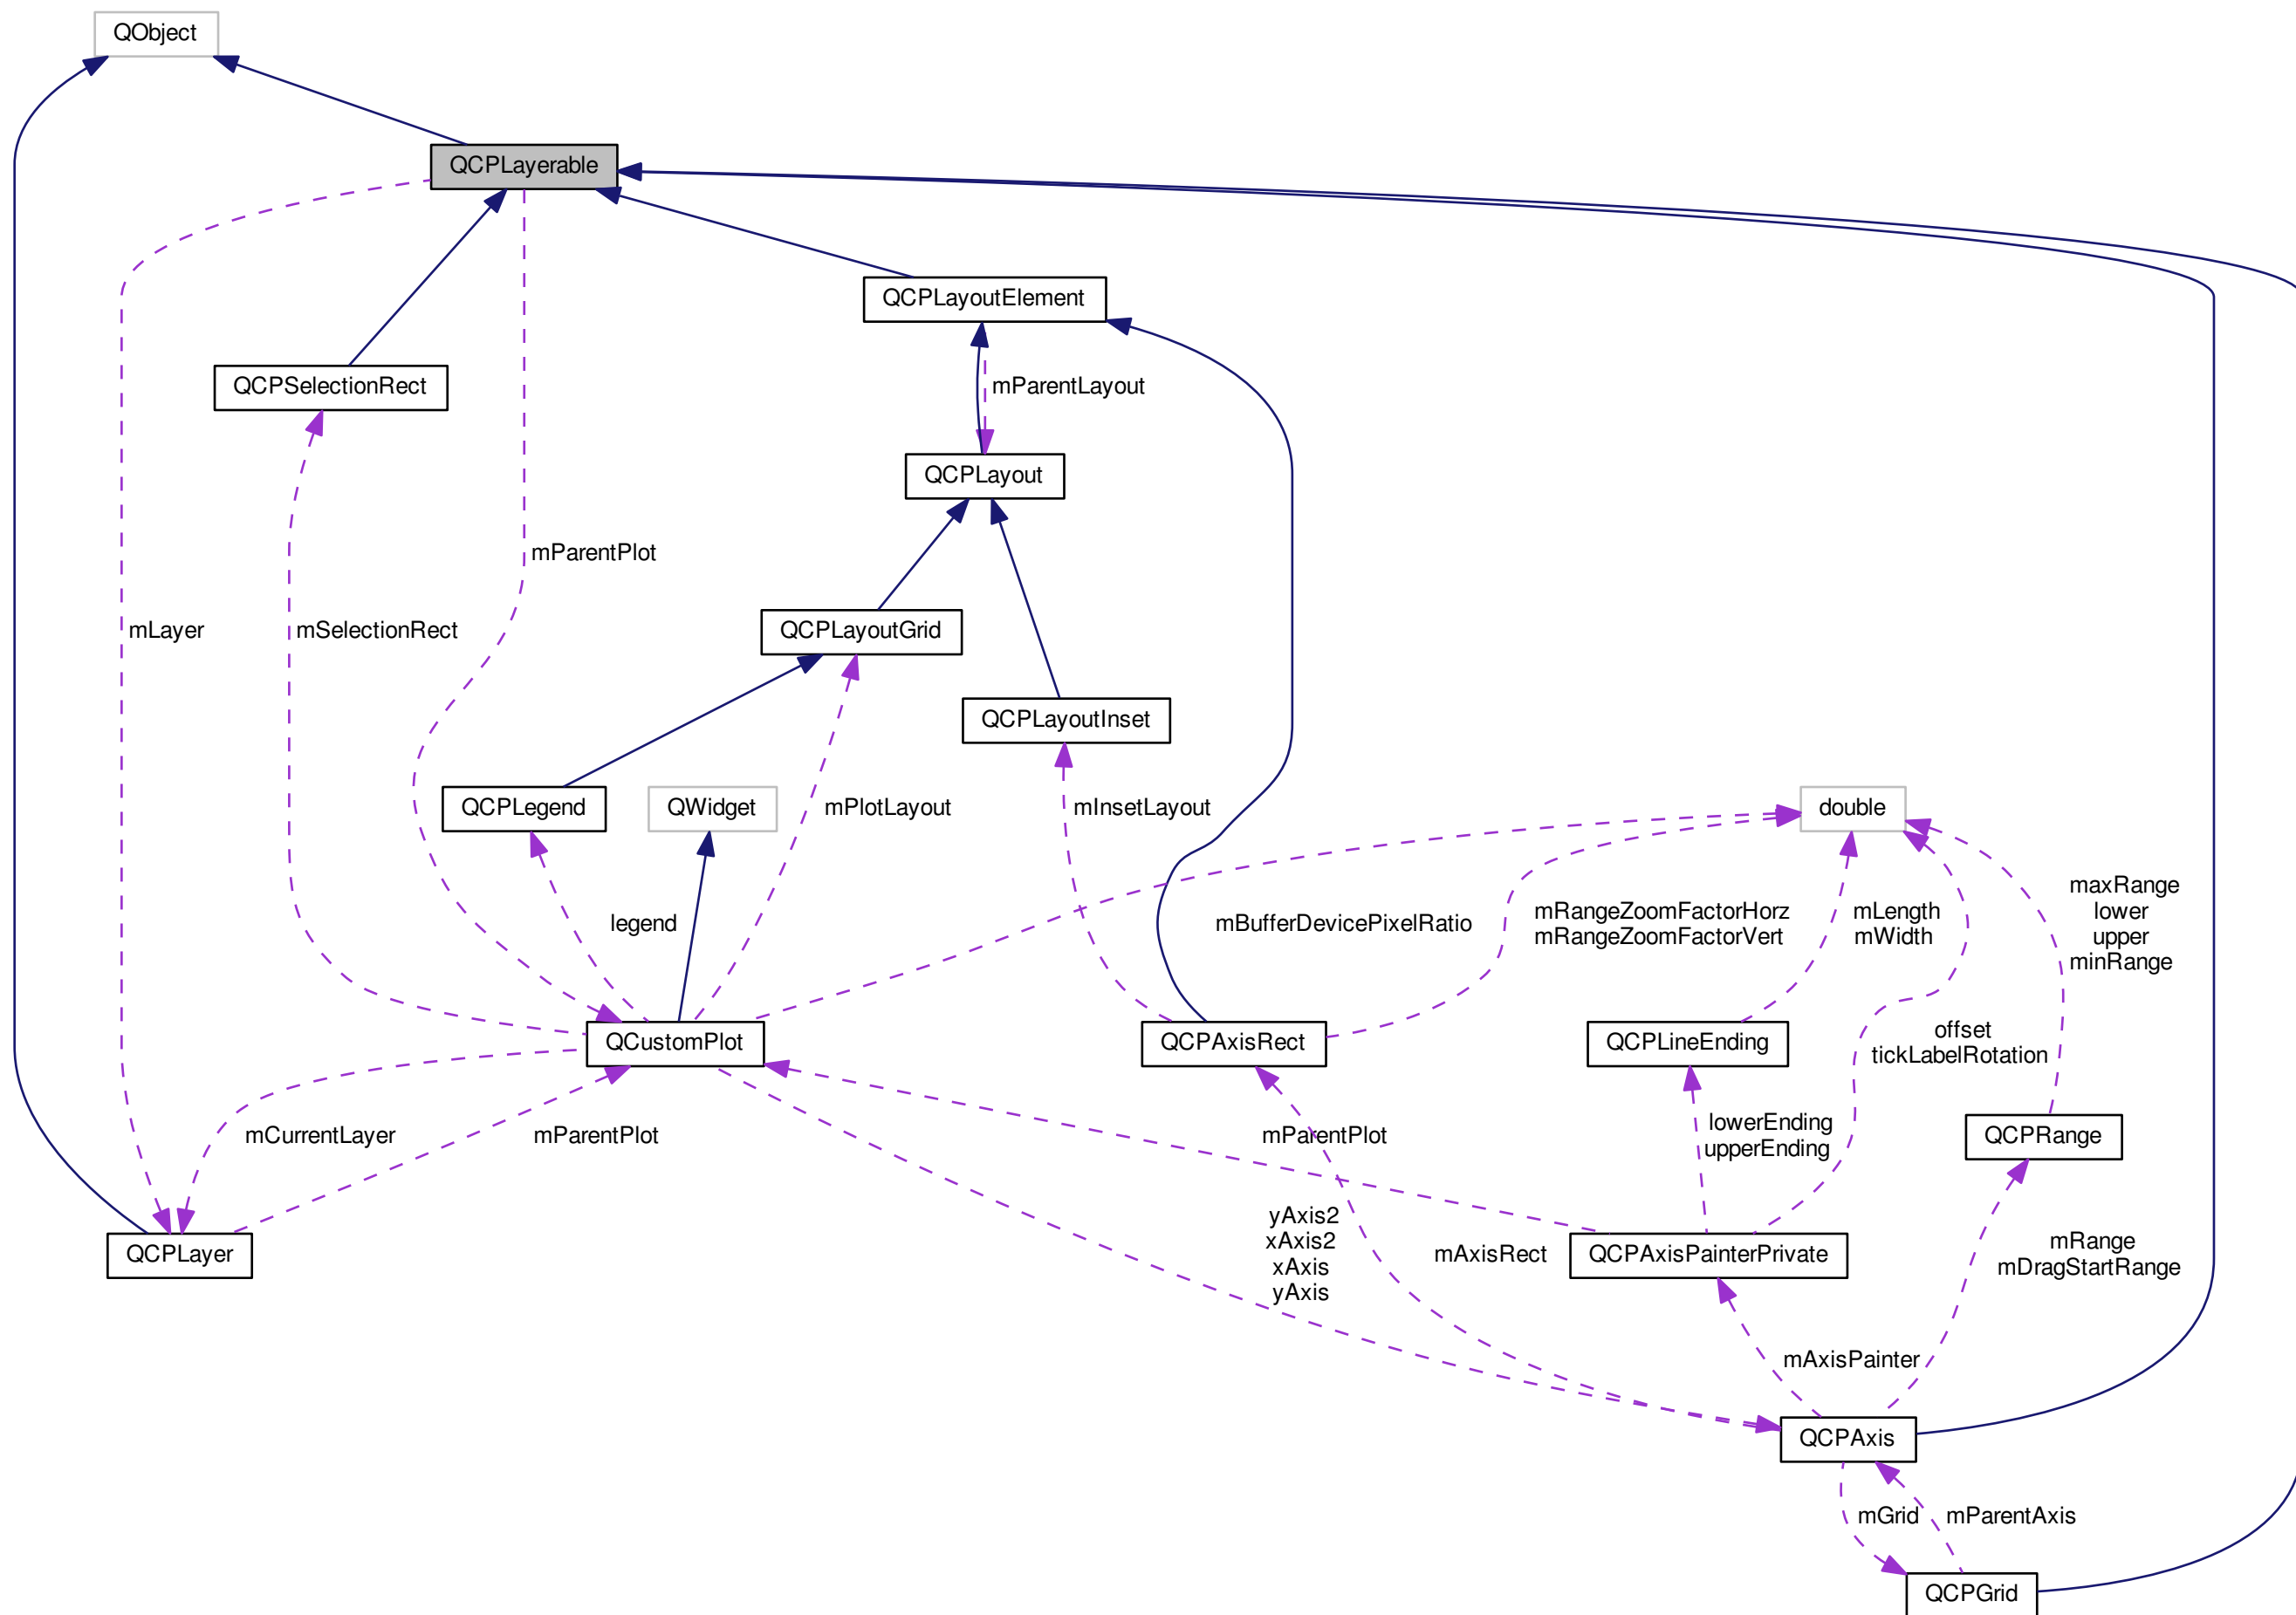 QObject
QCPLayerable
QCPLayoutElement
QCPSelectionRect
mParentLayout
QCPLayout
mParentPlot
mLayer
mSelectionRect
QCPLayoutGrid
QCPLayoutInset
QCPLegend
QWidget
mPlotLayout
mInsetLayout
double
legend
mBufferDevicePixelRatio
mRangeZoomFactorHorz
mRangeZoomFactorVert
mLength
mWidth
maxRange
lower
upper
minRange
QCustomPlot
QCPAxisRect
QCPLineEnding
offset
tickLabelRotation
mCurrentLayer
mParentPlot
mParentPlot
lowerEnding
upperEnding
QCPRange
QCPLayer
yAxis2
xAxis2
xAxis
yAxis
mAxisRect
QCPAxisPainterPrivate
mRange
mDragStartRange
mAxisPainter
QCPAxis
mGrid
mParentAxis
QCPGrid